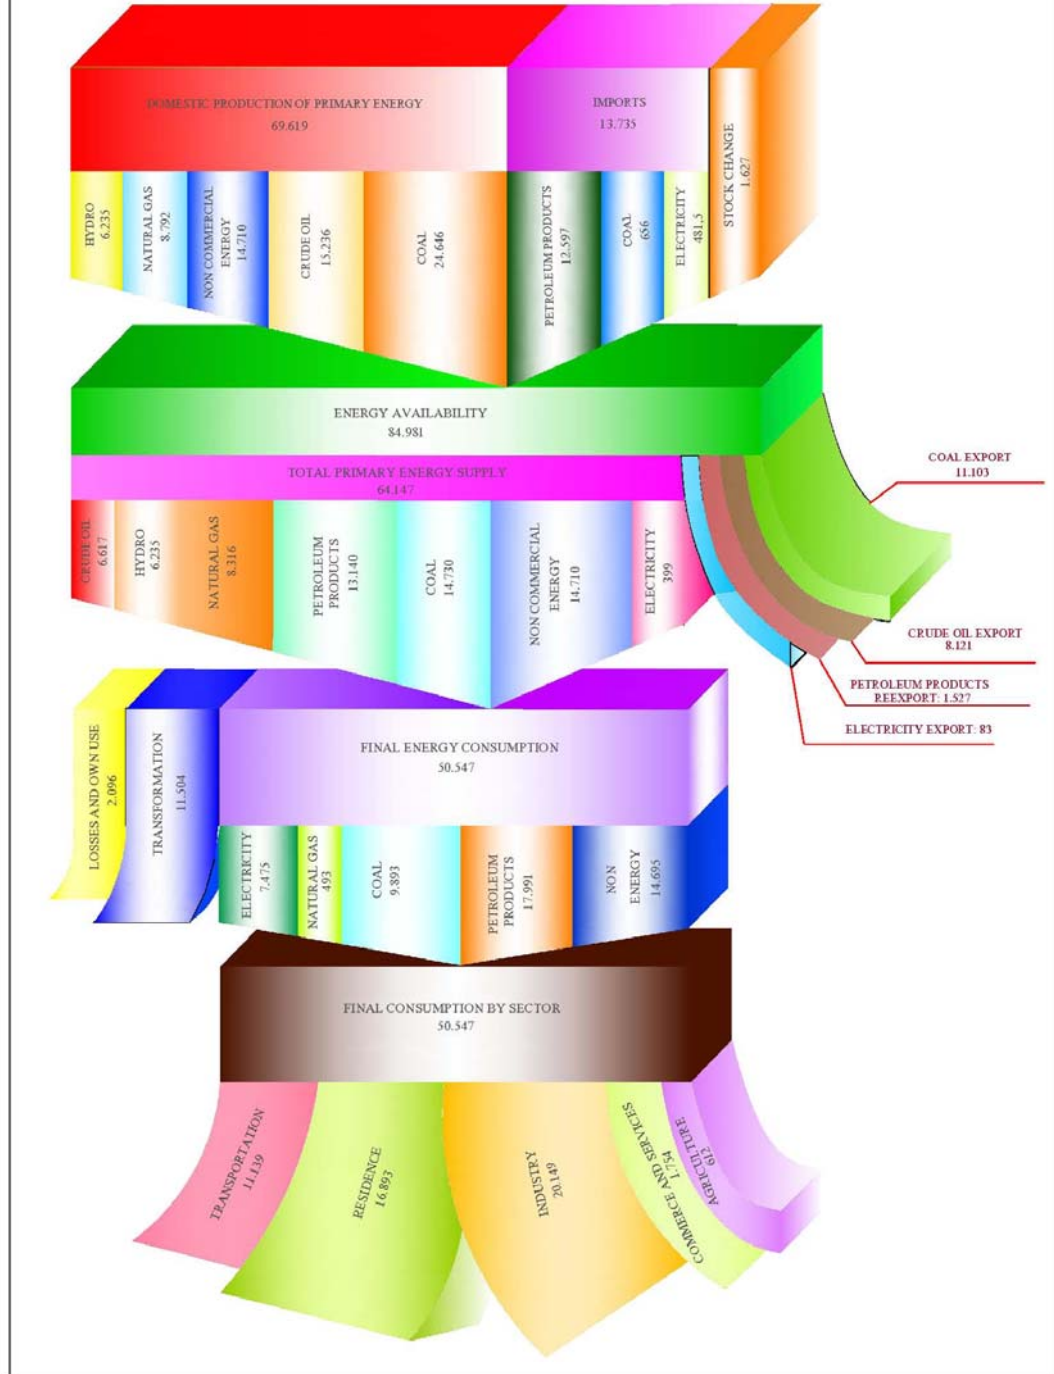 DOMESTIC PRODUCTION OF PRIMARY ENERGY
69.619
IMPORTS
13.735
STOCK CHANGE
1.627
HYDRO
6.235
NATURAL GAS
8.792
NON COMMERCIAL
ENERGY
14.710
CRUDE OIL
15.236
COAL
24.646
PETROLEUM PRODUCTS
12.597
COAL
656
ELECTRICITY
481,5
ENERGY AVAILABILITY
84.981
TOTAL PRIMARY ENERGY SUPPLY
64.147
COAL EXPORT
11.103
CRUDE OIL
6.617
HYDRO
6.235
NATURAL GAS
8.316
PETROLEUM
PRODUCTS
13.140
COAL
14.730
NON COMMERCIAL
ENERGY
14.710
ELECTRICITY
399
CRUDE OIL EXPORT
8.121
PETROLEUM PRODUCTS
REEXPORT: 1.527
ELECTRICITY EXPORT: 83
LOSSES AND OWN USE
2.096
TRANSFORMATION
11.504
FINAL ENERGY CONSUMPTION
50.547
ELECTRICITY
7,475
NATURAL GAS
493
COAL
9.893
PETROLEUM
PRODUCTS
17.991
NON
ENERGY
14.695
FINAL CONSUMPTION BY SECTOR
50.547
TRANSPORTATION
11.139
RESIDENCE
16.893
INDUSTRY
20.149
COMMERCE AND SERVICES
1.754
AGRICULTURE
612